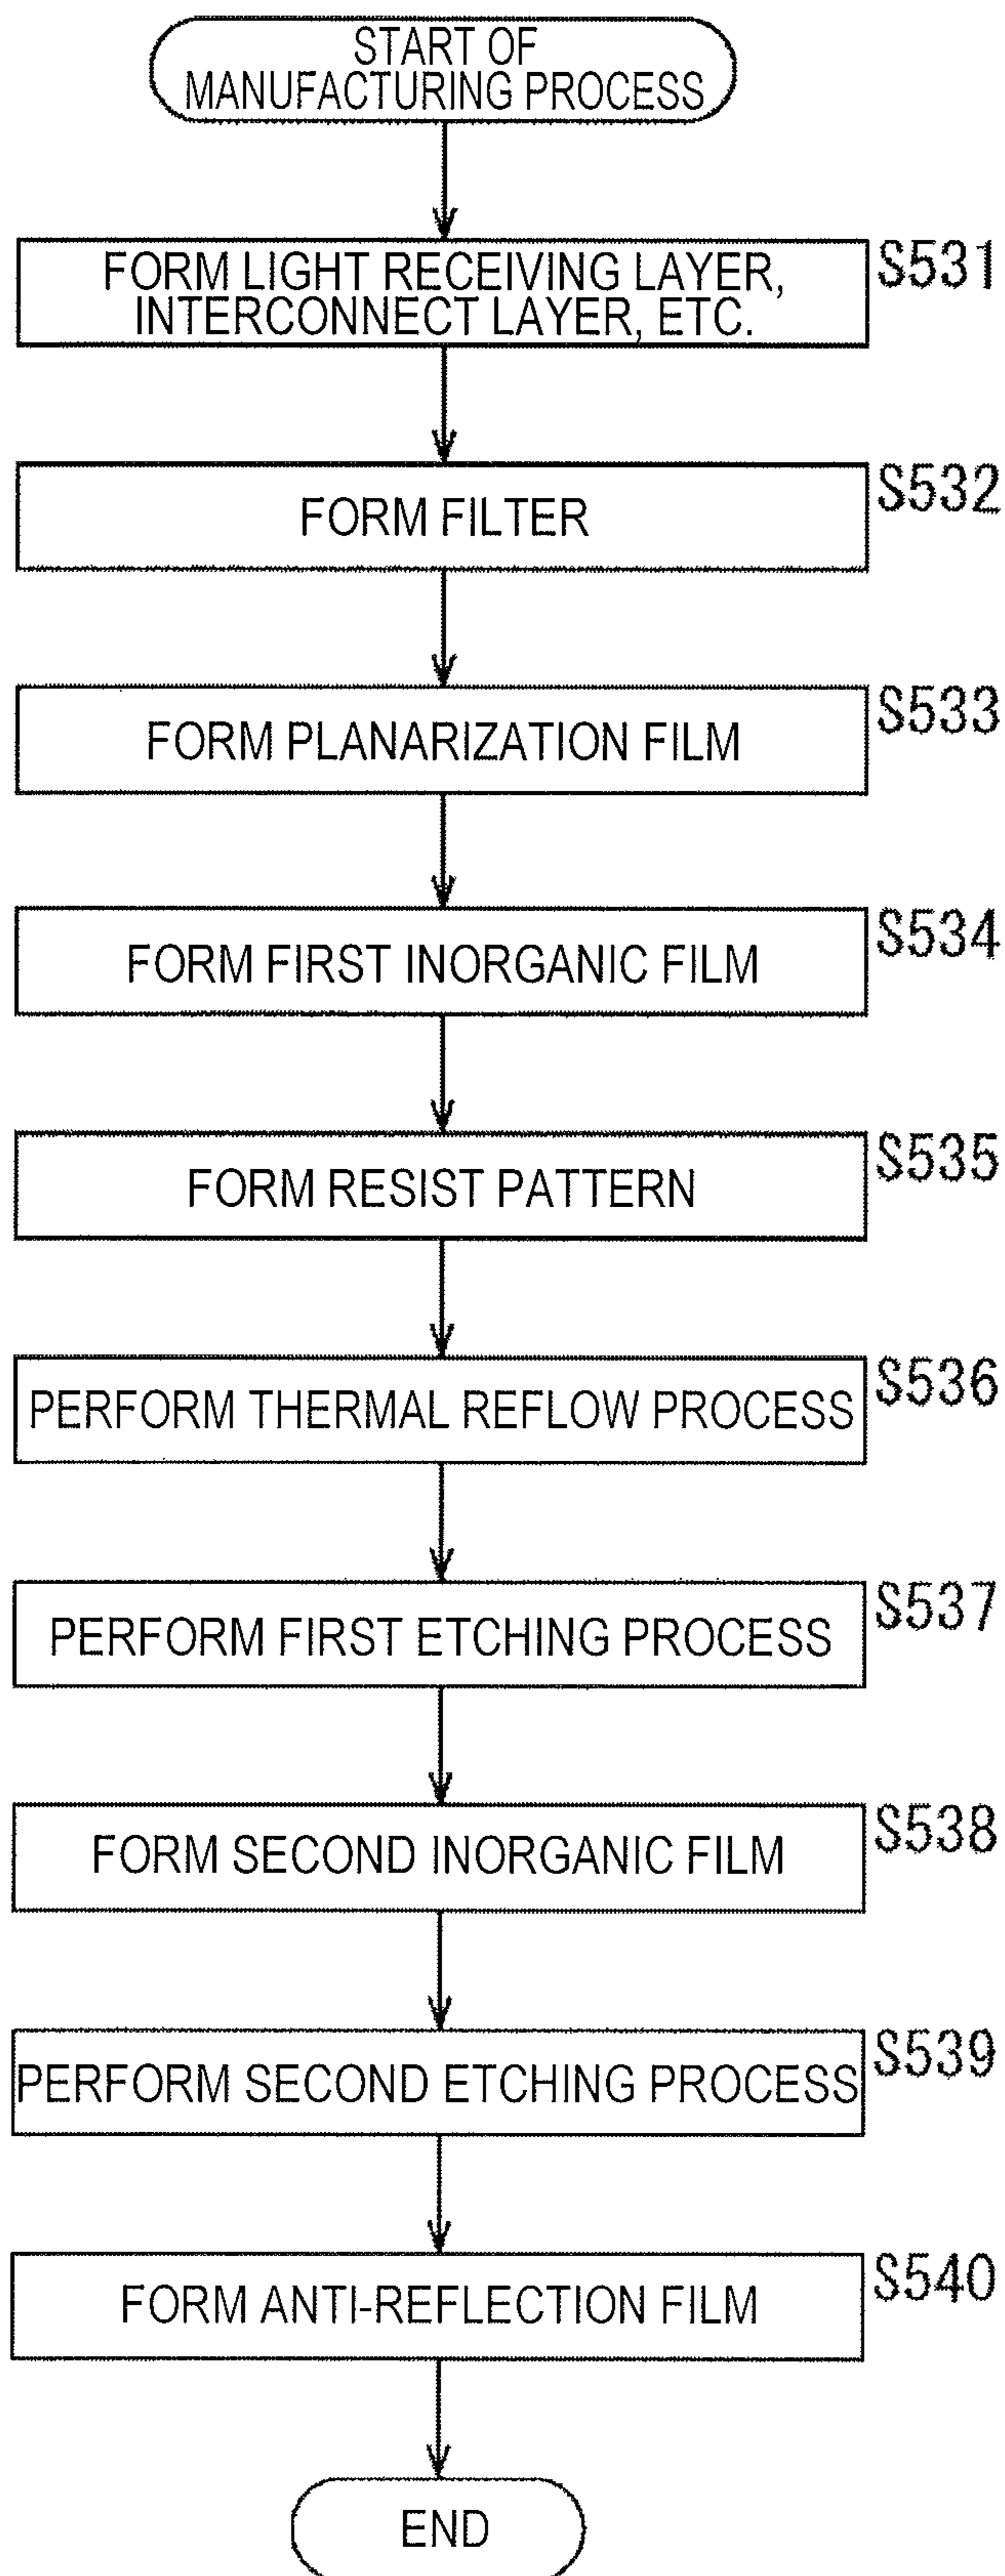 START OF
MANUFACTURING PROCESS
FORM LIGHT RECEIVING LAYER,
INTERCONNECT LAYER, ETC.
S531
FORM FILTER
S532
FORM PLANARIZATION FILM
S533
FORM FIRST INORGANIC FILM
S534
FORM RESIST PATTERN
S535
PERFORM THERMAL REFLOW PROCESS
S536
PERFORM FIRST ETCHING PROCESS
S537
FORM SECOND INORGANIC FILM
S538
PERFORM SECOND ETCHING PROCESS
S539
FORM ANTI-REFLECTION FILM
S540
END